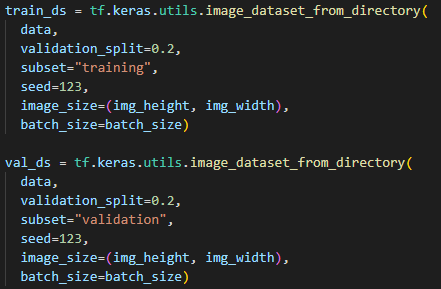 train_ds = tf.keras.utils.image_dataset_from_directory(
  data,
  validation_split=0.2,
  subset="training",
  seed=123,
  image_size=(img_height, img_width),
  batch_size=batch_size)

val_ds = tf.keras.utils.image_dataset_from_directory(
  data,
  validation_split=0.2,
  subset="validation",
  seed=123,
  image_size=(img_height, img_width),
  batch_size=batch_size)